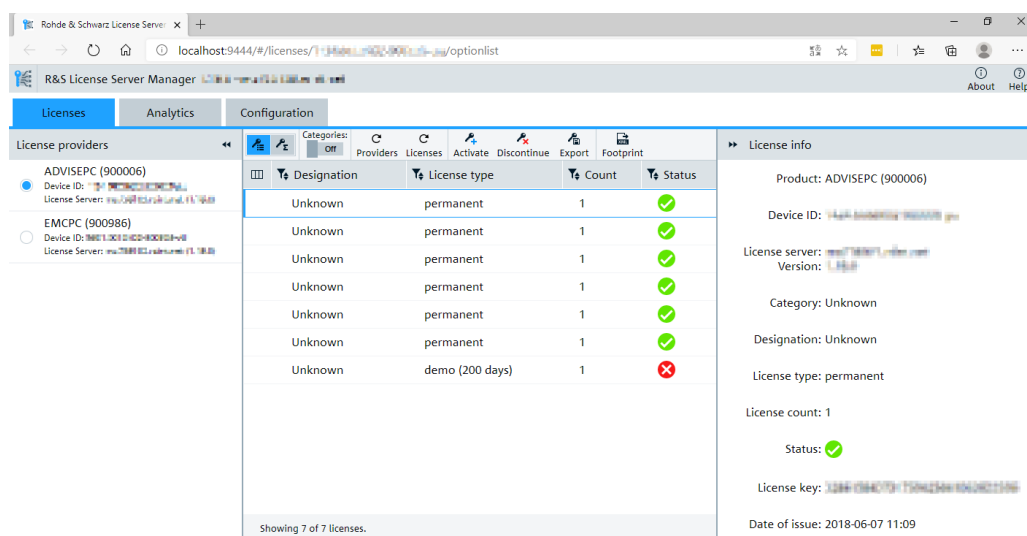 Rohde & Schwarz License Server
localhost:9444/#/licenses/ /optionlist
R&S License Server Manager
About
Help
Licenses
Analytics
Configuration
License providers
ADVISEPC (900006)
Device ID:
License Server:
EMCPC (900986)
Device ID:
License Server:
Categories:
Off
Providers
Licenses
Activate
Discontinue
Export
Footprint
Designation License type Count Status
Unknown permanent 1
Unknown permanent 1
Unknown permanent 1
Unknown permanent 1
Unknown permanent 1
Unknown permanent 1
Unknown demo (200 days) 1
Showing 7 of 7 licenses.
License info
Product: ADVISEPC (900006)
Device ID:
License server:
Version:
Category: Unknown
Designation: Unknown
License type: permanent
License count: 1
Status:
License key:
Date of issue: 2018-06-07 11:09